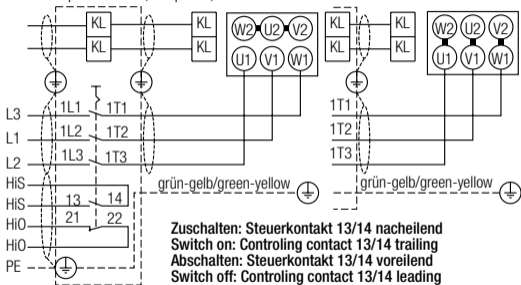 KL KL KL KL
KL KL KL KL
W2 U2 V2 W2 U2 V2
U1 V1 W1 U1 V1 W1
L3 1L1 1T1 1T1
L1 1L2 1T2 1T2
L2 1L3 1T3 1T3
HiS
HiS 13 14
HiO 21 22
HiO
PE
grün-gelb/green-yellow grün-gelb/green-yellow
Zuschalten: Steuerkontakt 13/14 nacheilend
Switch on: Controling contact 13/14 trailing
Abschalten: Steuerkontakt 13/14 voreilend
Switch off: Controling contact 13/14 leading